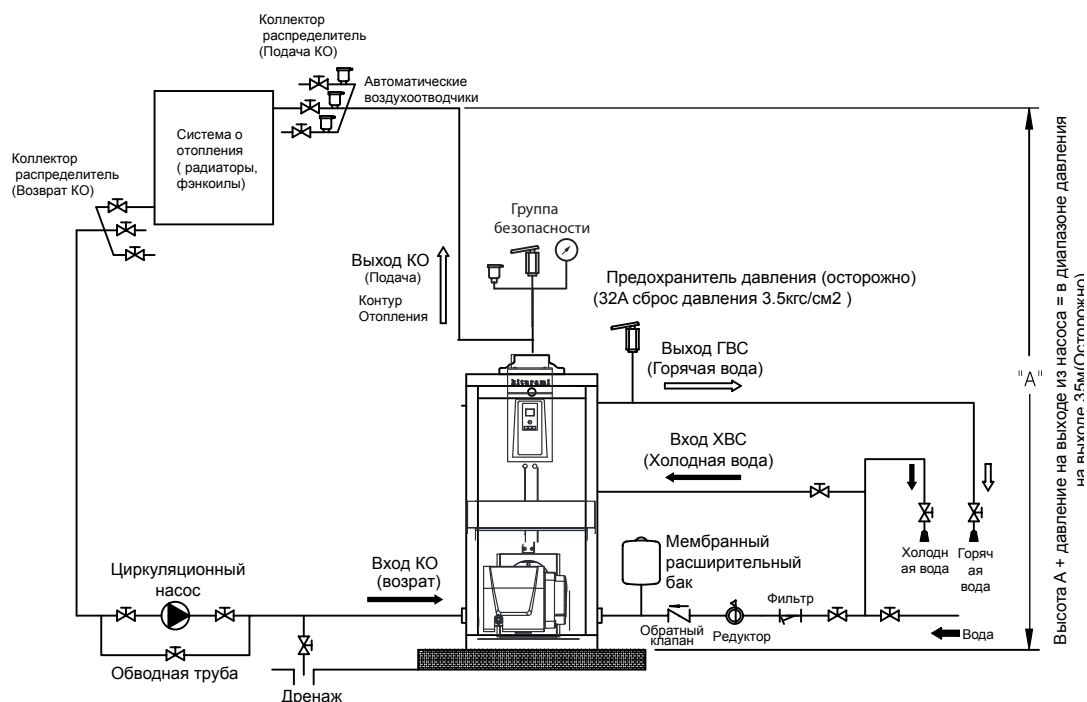 Коллектор
распределитель
(Подача КО)
Автоматические
воздухоотводчики
Система о
отопления
( радиаторы,
фэнкоилы)
Коллектор
распределитель
(Возврат КО)
Группа
безопасности
Выход КО
(Подача)
Контур
Отопления
Предохранитель давления (осторожно)
(32А сброс давления 3.5кгс/см2 )
Выход ГВС
(Горячая вода)
kiturami
Вход ХВС
(Холодная вода)
"А"
Высота А + давление на выходе из насоса = в диапазоне давления
на выходе 35м(Осторожно)
Холодн
ая вода
Горяч
ая
вода
Мембранный
расширительный
бак
Вход КО
(возрат)
Циркуляционный
насос
Фильтр
Обратный
клапан
Редуктор
Вода
Обводная труба
Дренаж